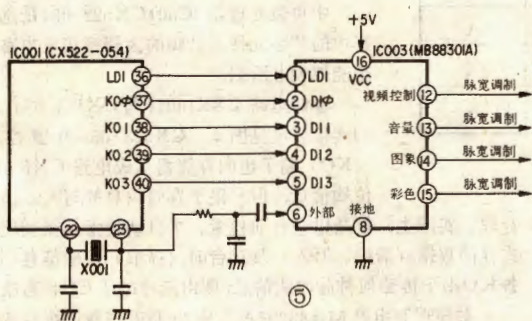 +5V
IC001 (CX522-054)
IC003 (MB88301A)
16
VCC
LD1 36
1 LD1
KOΦ 37
2 DKΦ
KO1 38
3 DI1
KO2 39
4 DI2
KO3 40
5 DI3
6 外部
接地
8
视频控制 12 脉宽调制
音量 13 脉宽调制
图象 14 脉宽调制
彩色 15 脉宽调制
22
23
X001
⑤